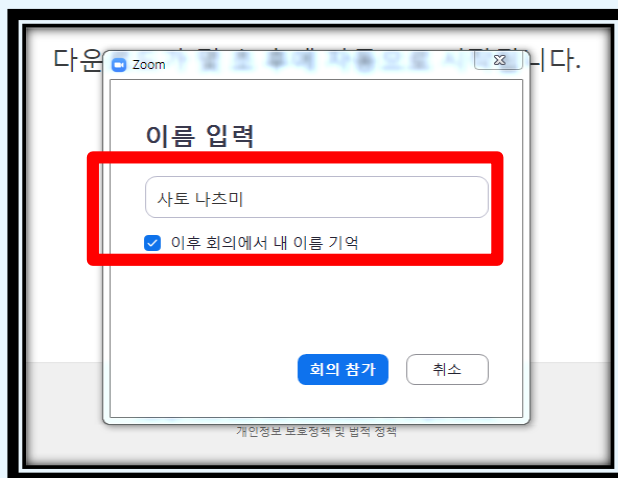 다운
니다.
Zoom
이름 입력
사토 나츠미
이후 회의에서 내 이름 기억
회의 참가
취소
개인정보 보호정책 및 법적 정책